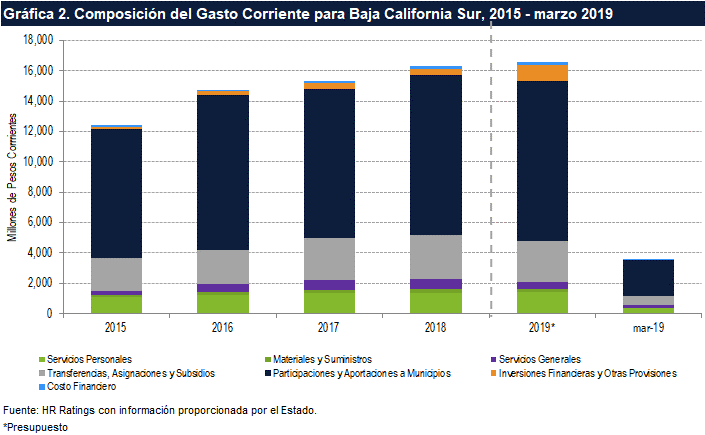 Gráfica 2. Composición del Gasto Corriente para Baja California Sur, 2015 - marzo 2019
Millones de Pesos Corrientes
18,000
16,000
14,000
12,000
10,000
8,000
6,000
4,000
2,000
0
2015 2016 2017 2018 2019* mar-19
Servicios Personales Materiales y Suministros Servicios Generales
Transferencias, Asignaciones y Subsidios Participaciones y Aportaciones a Municipios Inversiones Financieras y Otras Provisiones
Costo Financiero
Fuente: HR Ratings con información proporcionada por el Estado.
*Presupuesto